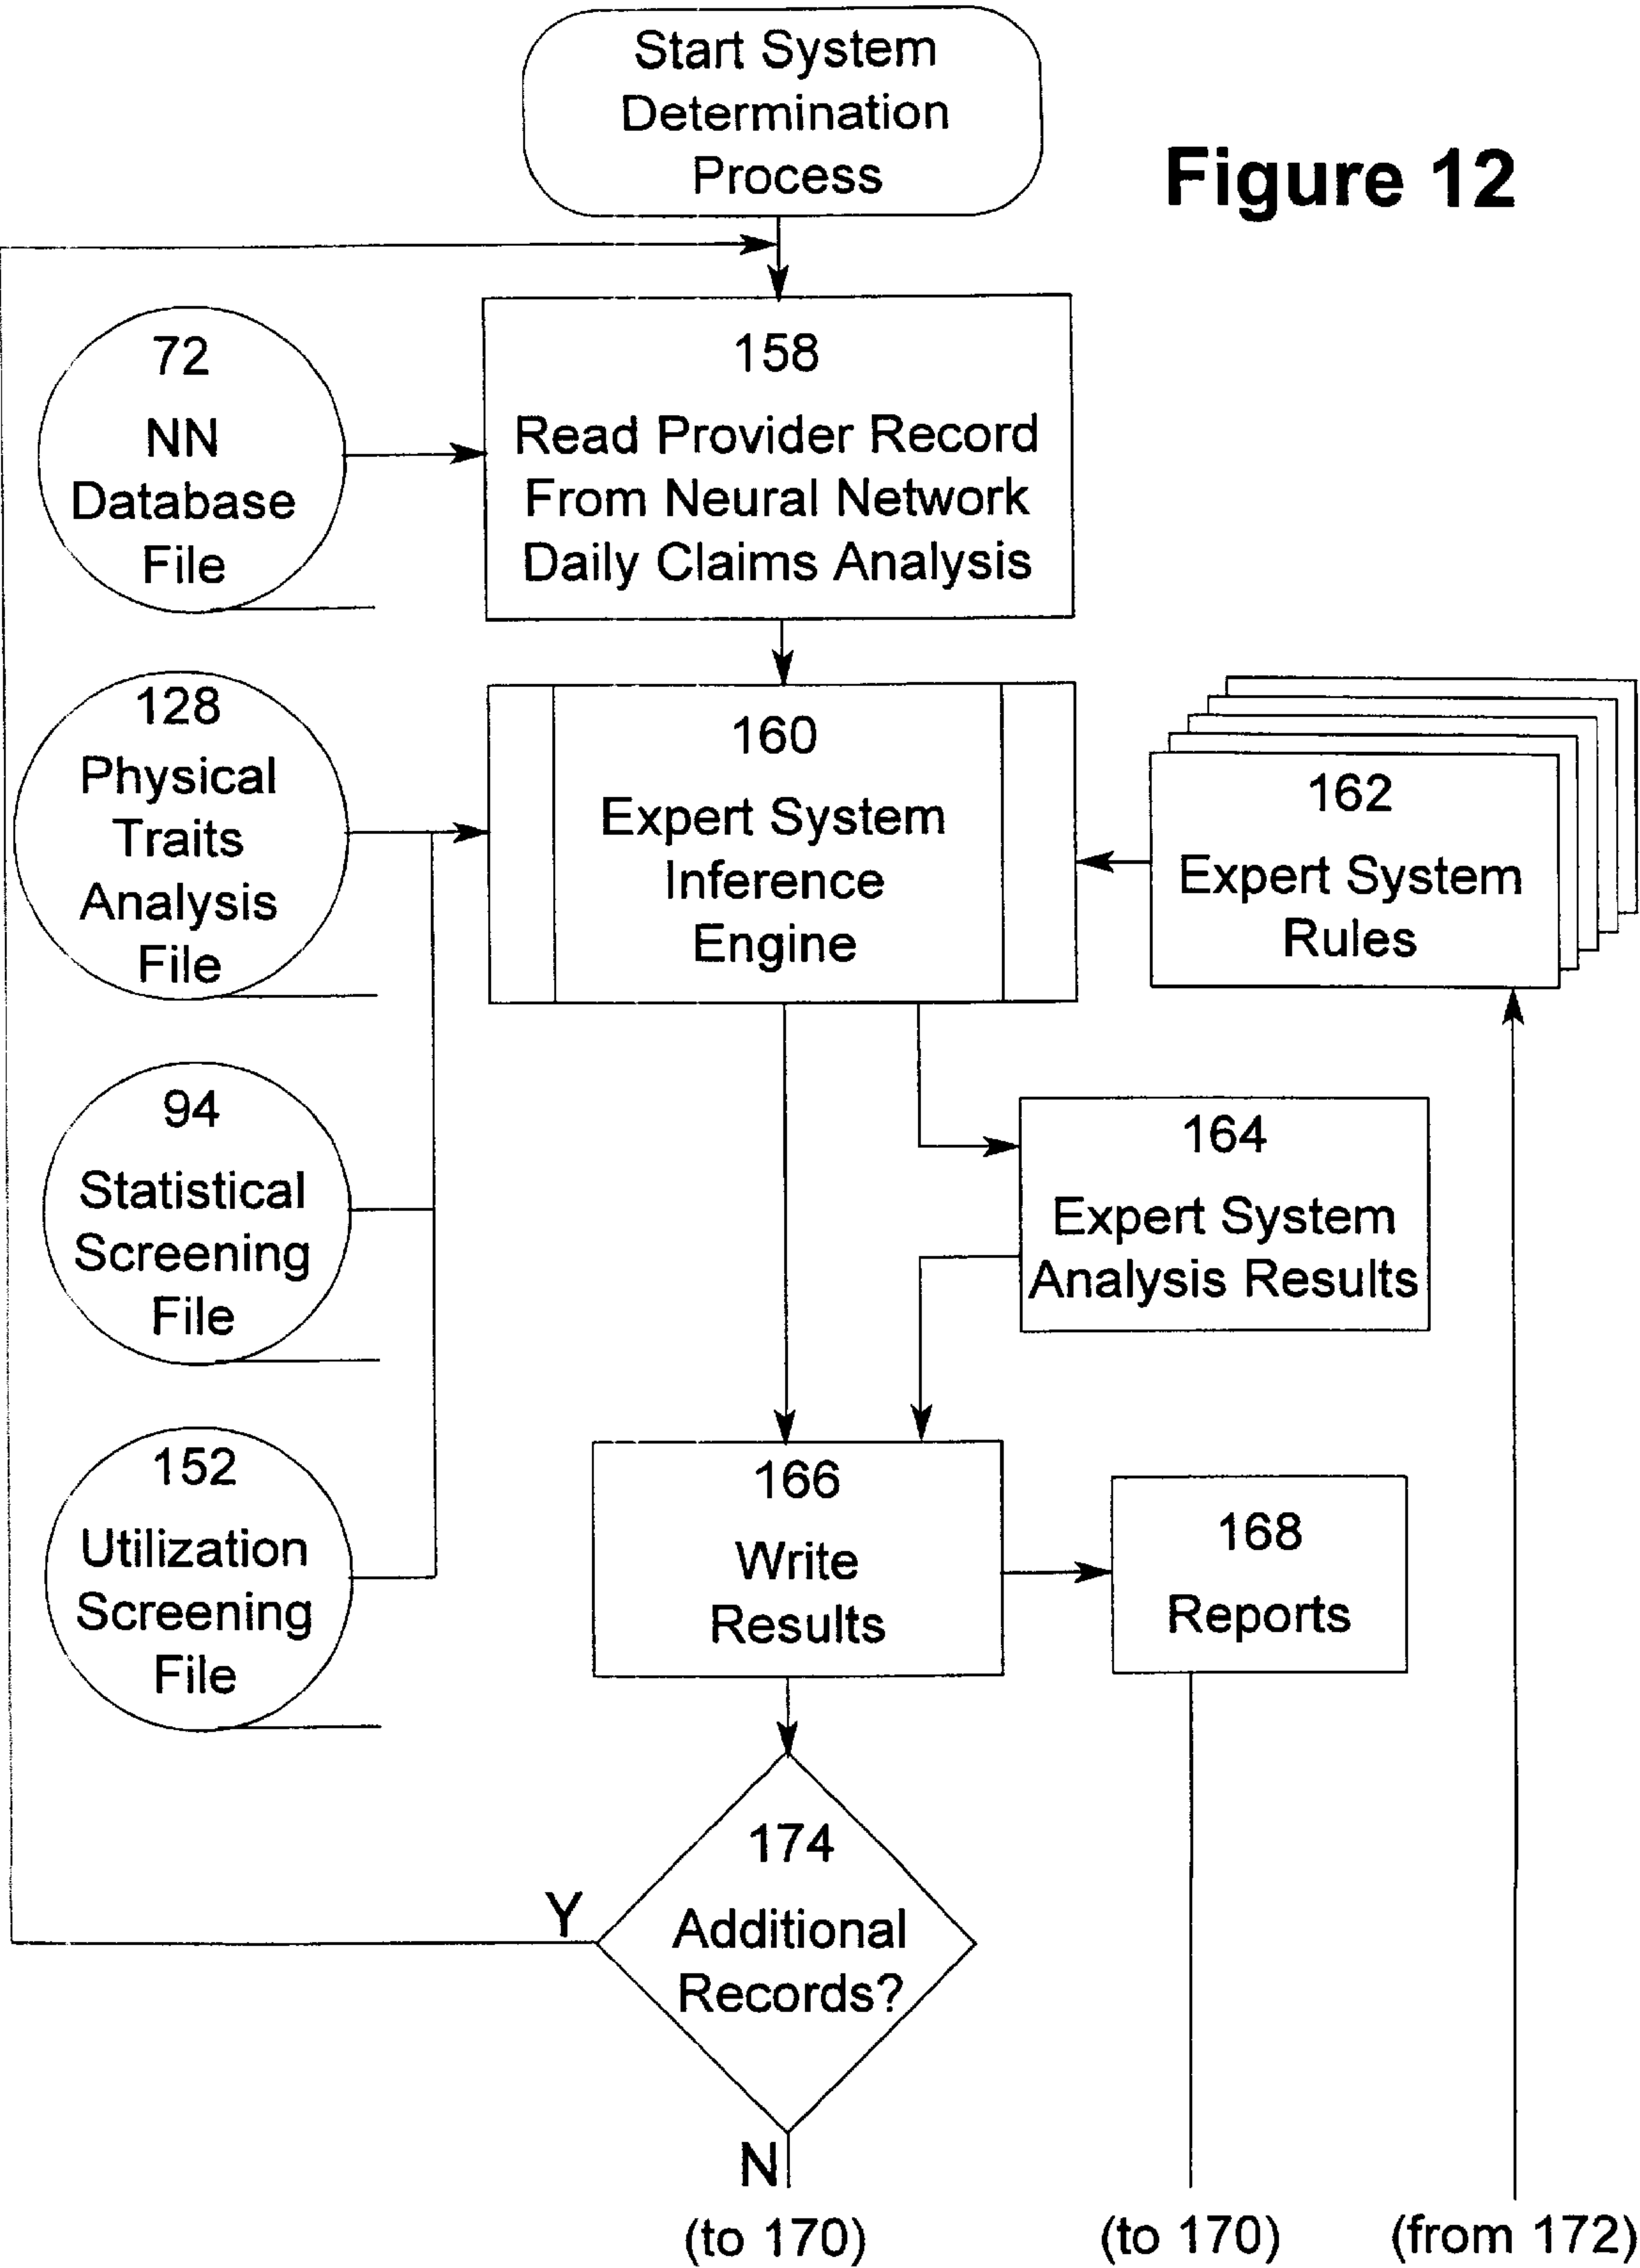 Start System
Determination
Process
Figure 12
72
NN
Database
File
158
Read Provider Record
From Neural Network
Daily Claims Analysis
128
Physical
Traits
Analysis
File
160
Expert System
Inference
Engine
162
Expert System
Rules
94
Statistical
Screening
File
164
Expert System
Analysis Results
152
Utilization
Screening
File
166
Write
Results
168
Reports
174
Additional
Records?
Y
N
(to 170)
(to 170)
(from 172)